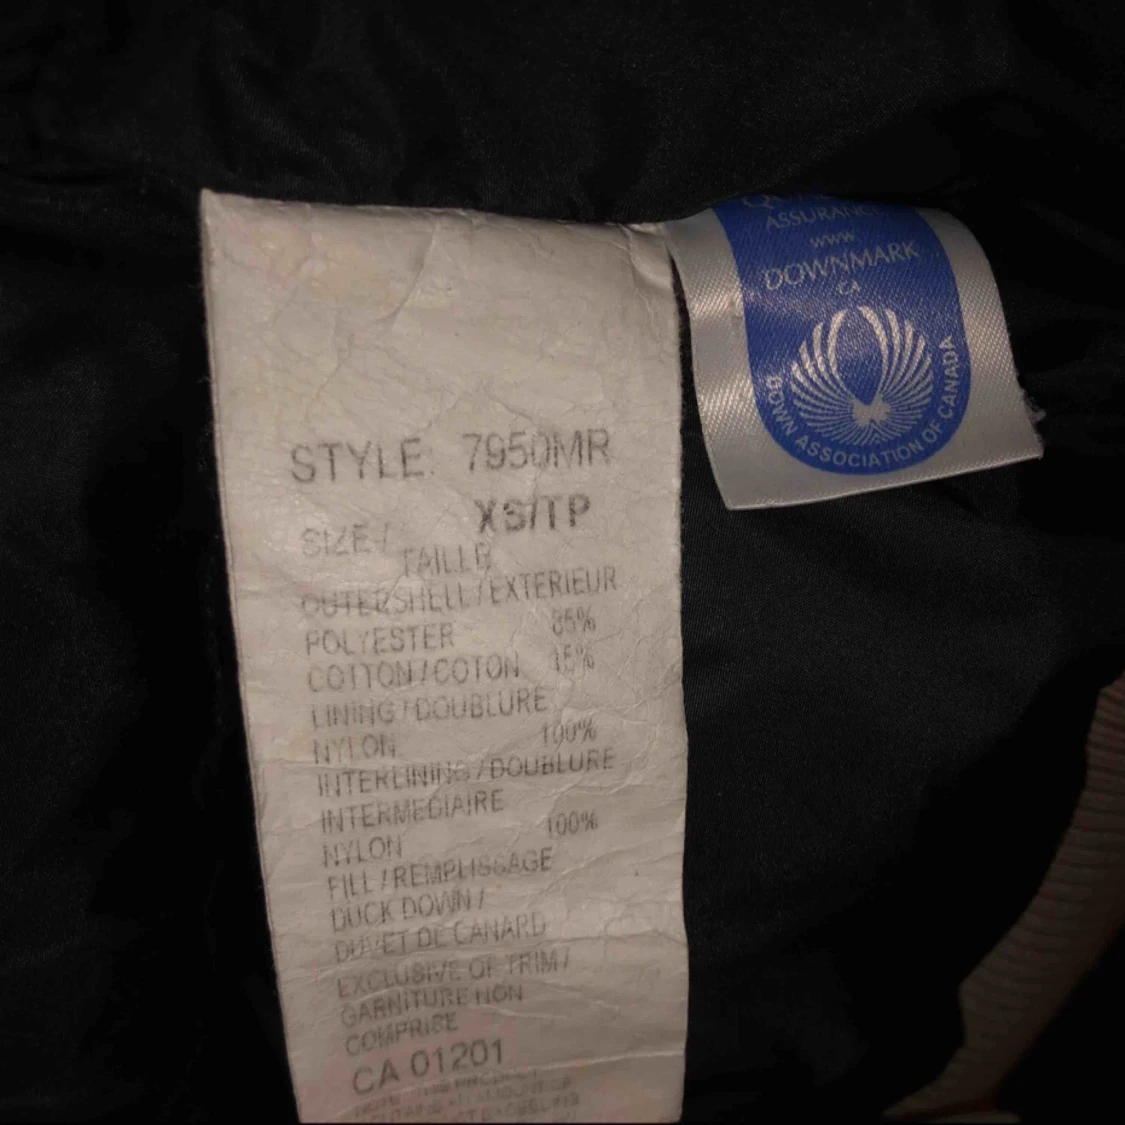 STYLE: 7950MR
XS/TP
SIZE /
TAILLE
OUTERSHELL / EXTERIEUR
POLYESTER 85%
COTTON / COTON 15%
LINING / DOUBLURE
NYLON 100%
INTERLINING / DOUBLURE
INTERMEDIAIRE
NYLON 100%
FILL / REMPLISSAGE
DUCK DOWN /
DUVET DE CANARD
EXCLUSIVE OF TRIM /
GARNITURE NON
COMPRISE
CA 01201
ASSURANCE
www
DOWNMARK
CA
DOWN ASSOCIATION OF CANADA